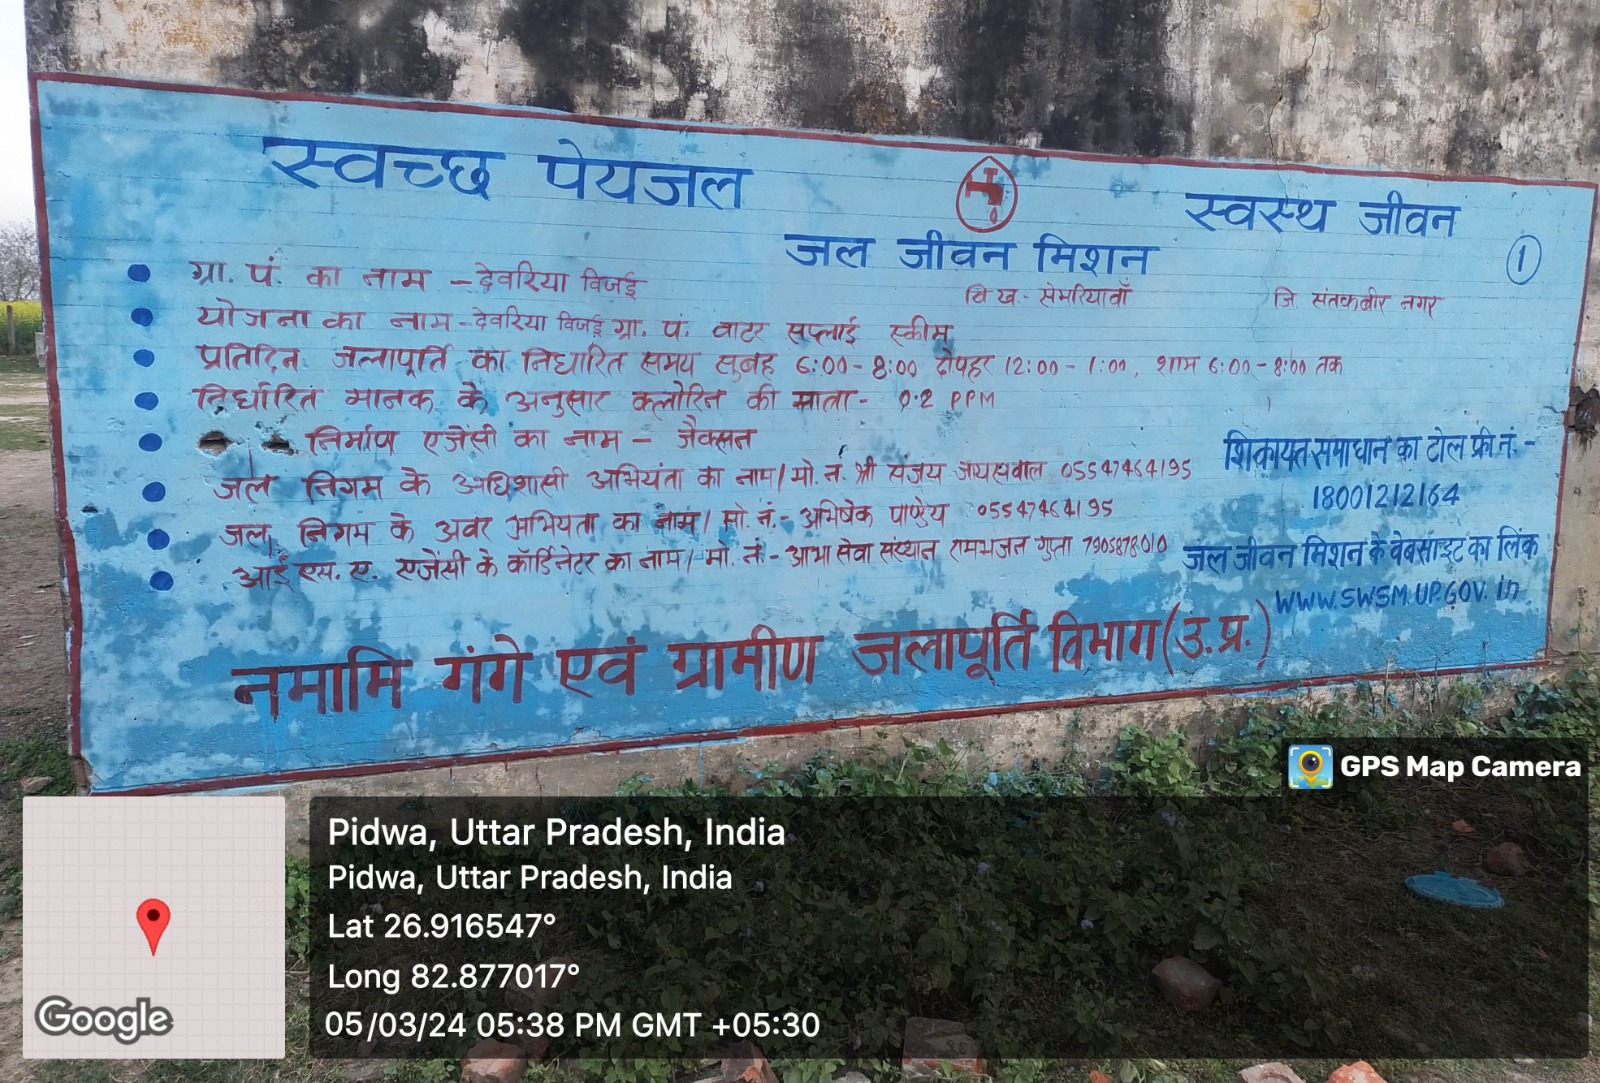 स्वच्छ पेयजल
स्वस्थ जीवन
जल जीवन मिशन
1
ग्रा. पं. का नाम - देवरिया विजई
वि ख.- सेमरियावाँ
जि संतकबीर नगर
योजना का नाम - देवरिया विजई ग्रा. पं. वाटर सप्लाई स्कीम
प्रतिदिन जलापूर्ति का निर्धारित समय सुबह 6:00 - 8:00 दोपहर 12:00 - 1:00, शाम 6:00 - 8:00 तक
निर्धारित मानक के अनुसार क्लोरिन की मात्रा - 0.2 PPM
निर्माण एजेंसी का नाम - जैक्सन
जल निगम के अधिशासी अभियंता का नाम / मो. नं. श्री संजय जयसवाल 05547464195
जल निगम के अवर अभियंता का नाम / मो. नं.- अभिषेक पाण्डेय 05547464195
आई एस. ए. एजेंसी के कॉर्डिनेटर का नाम / मो. नं.- आभा सेवा संस्थान रामभजन गुप्ता 7905878010
शिकायत समाधान का टोल फ्री नं. -
18001212164
जल जीवन मिशन के वेबसाइट का लिंक
WWW.SWSM.UP.GOV.in
नमामि गंगे एवं ग्रामीण जलापूर्ति विभाग (उ.प्र.)
GPS Map Camera
Pidwa, Uttar Pradesh, India
Pidwa, Uttar Pradesh, India
Lat 26.916547°
Long 82.877017°
05/03/24 05:38 PM GMT +05:30
Google